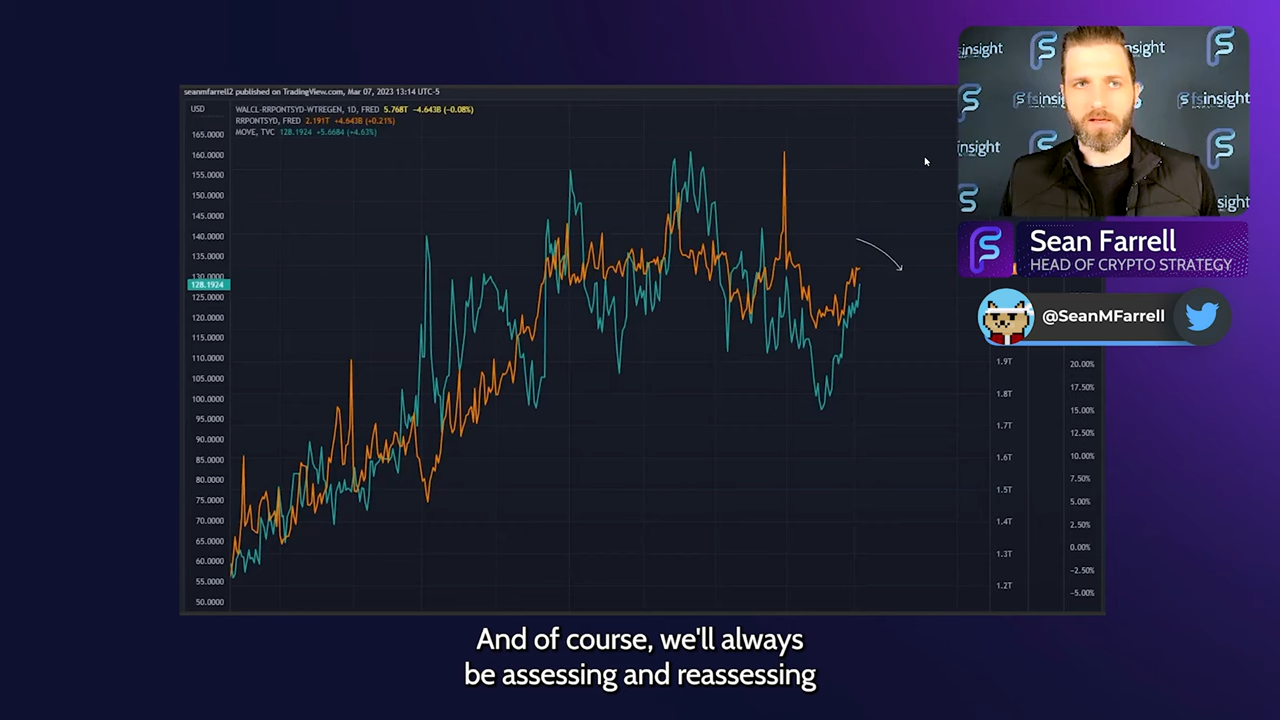 seanmfarrell2 published on TradingView.com, Mar 07, 2023 13:14 UTC-5
USD
WALCL-RRPONTSYD-WTREGEN, 1D, FRED 5.768T -4.643B (-0.08%)
RRPONTSYD, FRED 2.191T +4.643B (+0.21%)
MOVE, TVC 128.1924 +5.6684 (+4.63%)
165.0000
160.0000
155.0000
150.0000
145.0000
140.0000
135.0000
130.0000
128.1924
125.0000
120.0000
115.0000
110.0000
105.0000
100.0000
95.0000
90.0000
85.0000
80.0000
75.0000
70.0000
65.0000
60.0000
55.0000
50.0000
1.9T
1.8T
1.7T
1.6T
1.5T
1.4T
1.3T
1.2T
20.00%
17.50%
15.00%
12.50%
10.00%
7.50%
5.00%
2.50%
0.00%
−2.50%
−5.00%
fsinsight
Sean Farrell
HEAD OF CRYPTO STRATEGY
@SeanMFarrell
And of course, we'll always
be assessing and reassessing